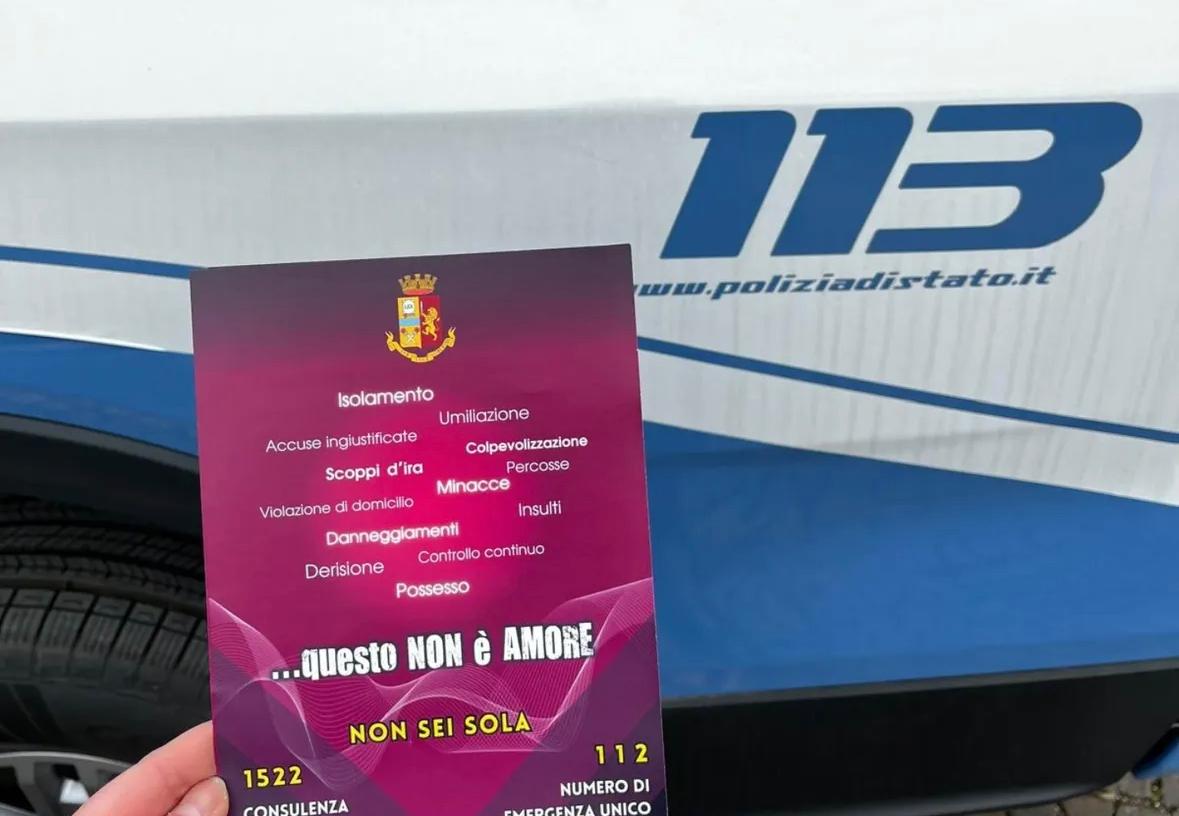 113
www.poliziadistato.it
Isolamento
Umiliazione
Accuse ingiustificate
Colpevolizzazione
Scoppi d'ira
Percosse
Minacce
Violazione di domicilio
Insulti
Danneggiamenti
Controllo continuo
Derisione
Possesso
...questo NON è AMORE
NON SEI SOLA
1522
CONSULENZA
112
NUMERO DI
EMERGENZA UNICO